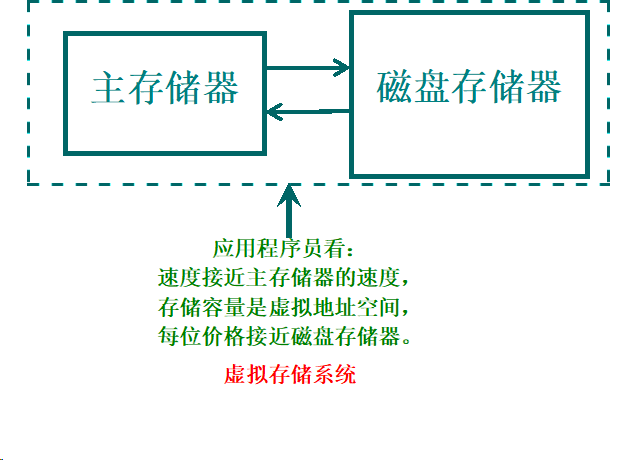 主存储器
磁盘存储器
应用程序员看：
速度接近主存储器的速度，
存储容量是虚拟地址空间，
每位价格接近磁盘存储器。
虚拟存储系统